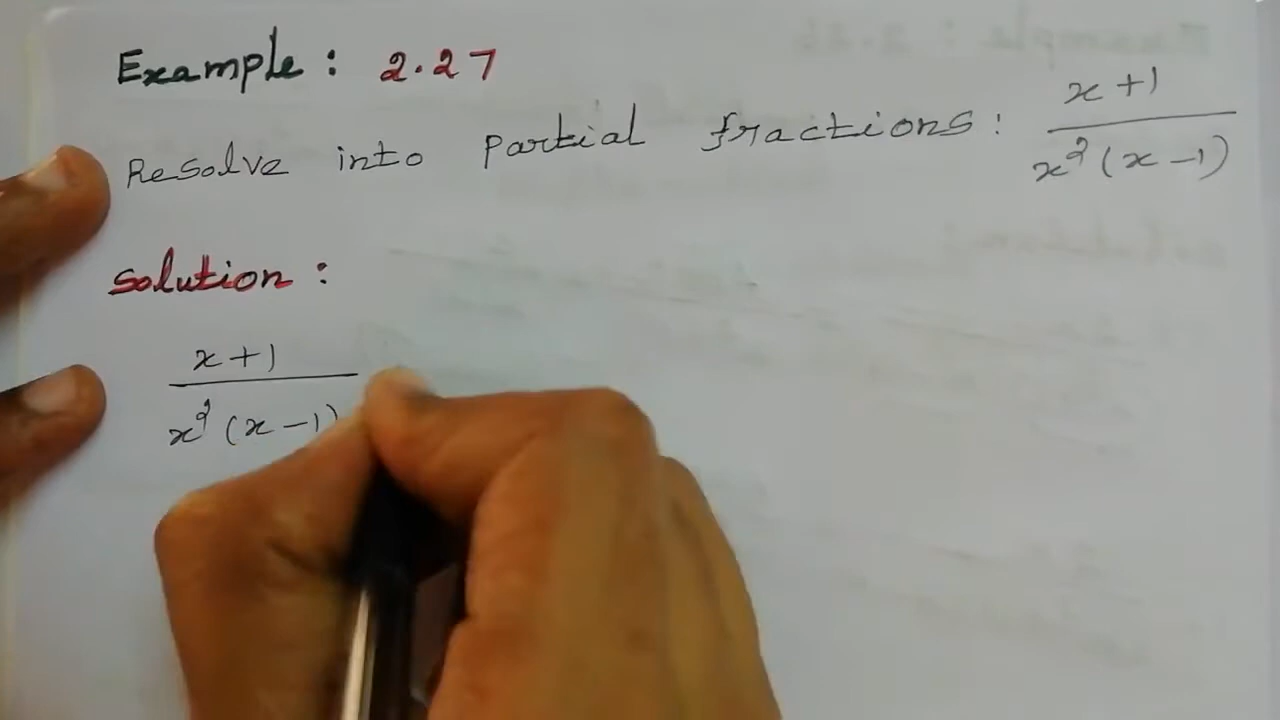 Example: 2.27
Resolve into Partial fractions: x+1 / x²(x-1)
Solution:
x+1 / x²(x-1)